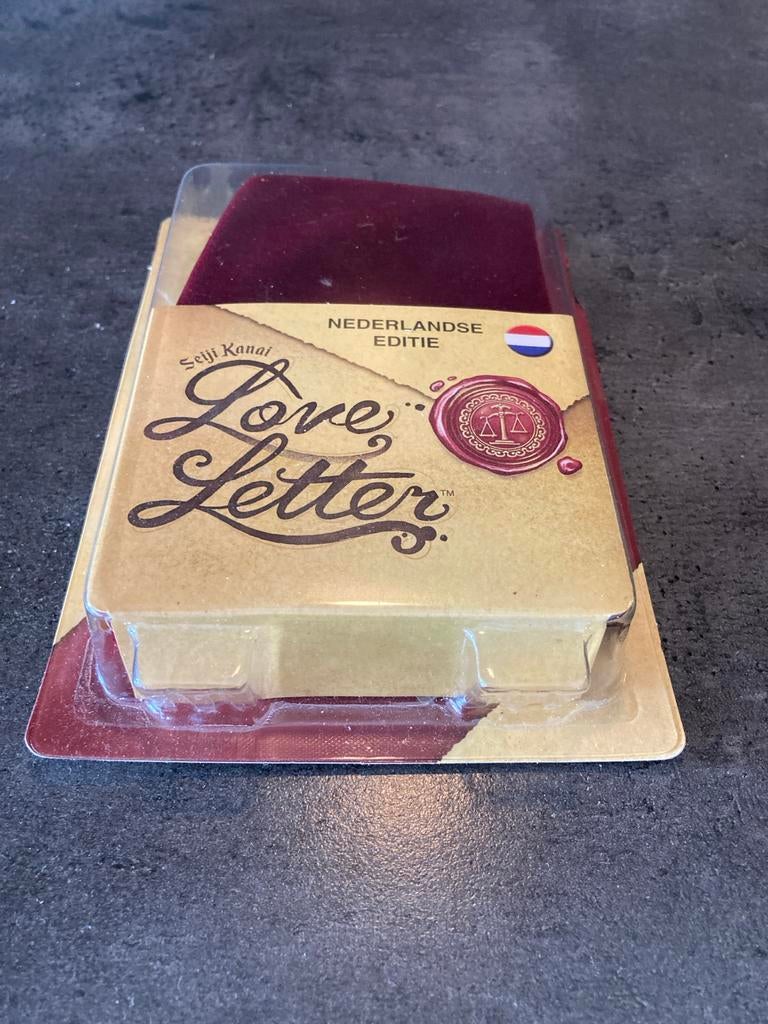 NEDERLANDSE
EDITIE
Seiji Kanai
Love
Letter™